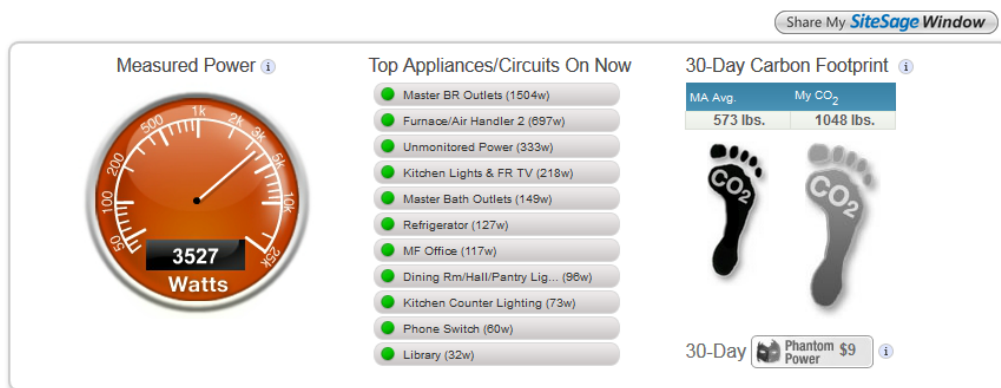 Share My SiteSage Window
Measured Power
Top Appliances/Circuits On Now
30-Day Carbon Footprint
50
100
200
500
1k
2k
3k
5k
10k
25k
3527
Watts
Master BR Outlets (1504w)
Furnace/Air Handler 2 (697w)
Unmonitored Power (333w)
Kitchen Lights & FR TV (218w)
Master Bath Outlets (149w)
Refrigerator (127w)
MF Office (117w)
Dining Rm/Hall/Pantry Lig... (96w)
Kitchen Counter Lighting (73w)
Phone Switch (60w)
Library (32w)
MA Avg. My CO2
573 lbs. 1048 lbs.
CO2
CO2
30-Day Phantom Power $9